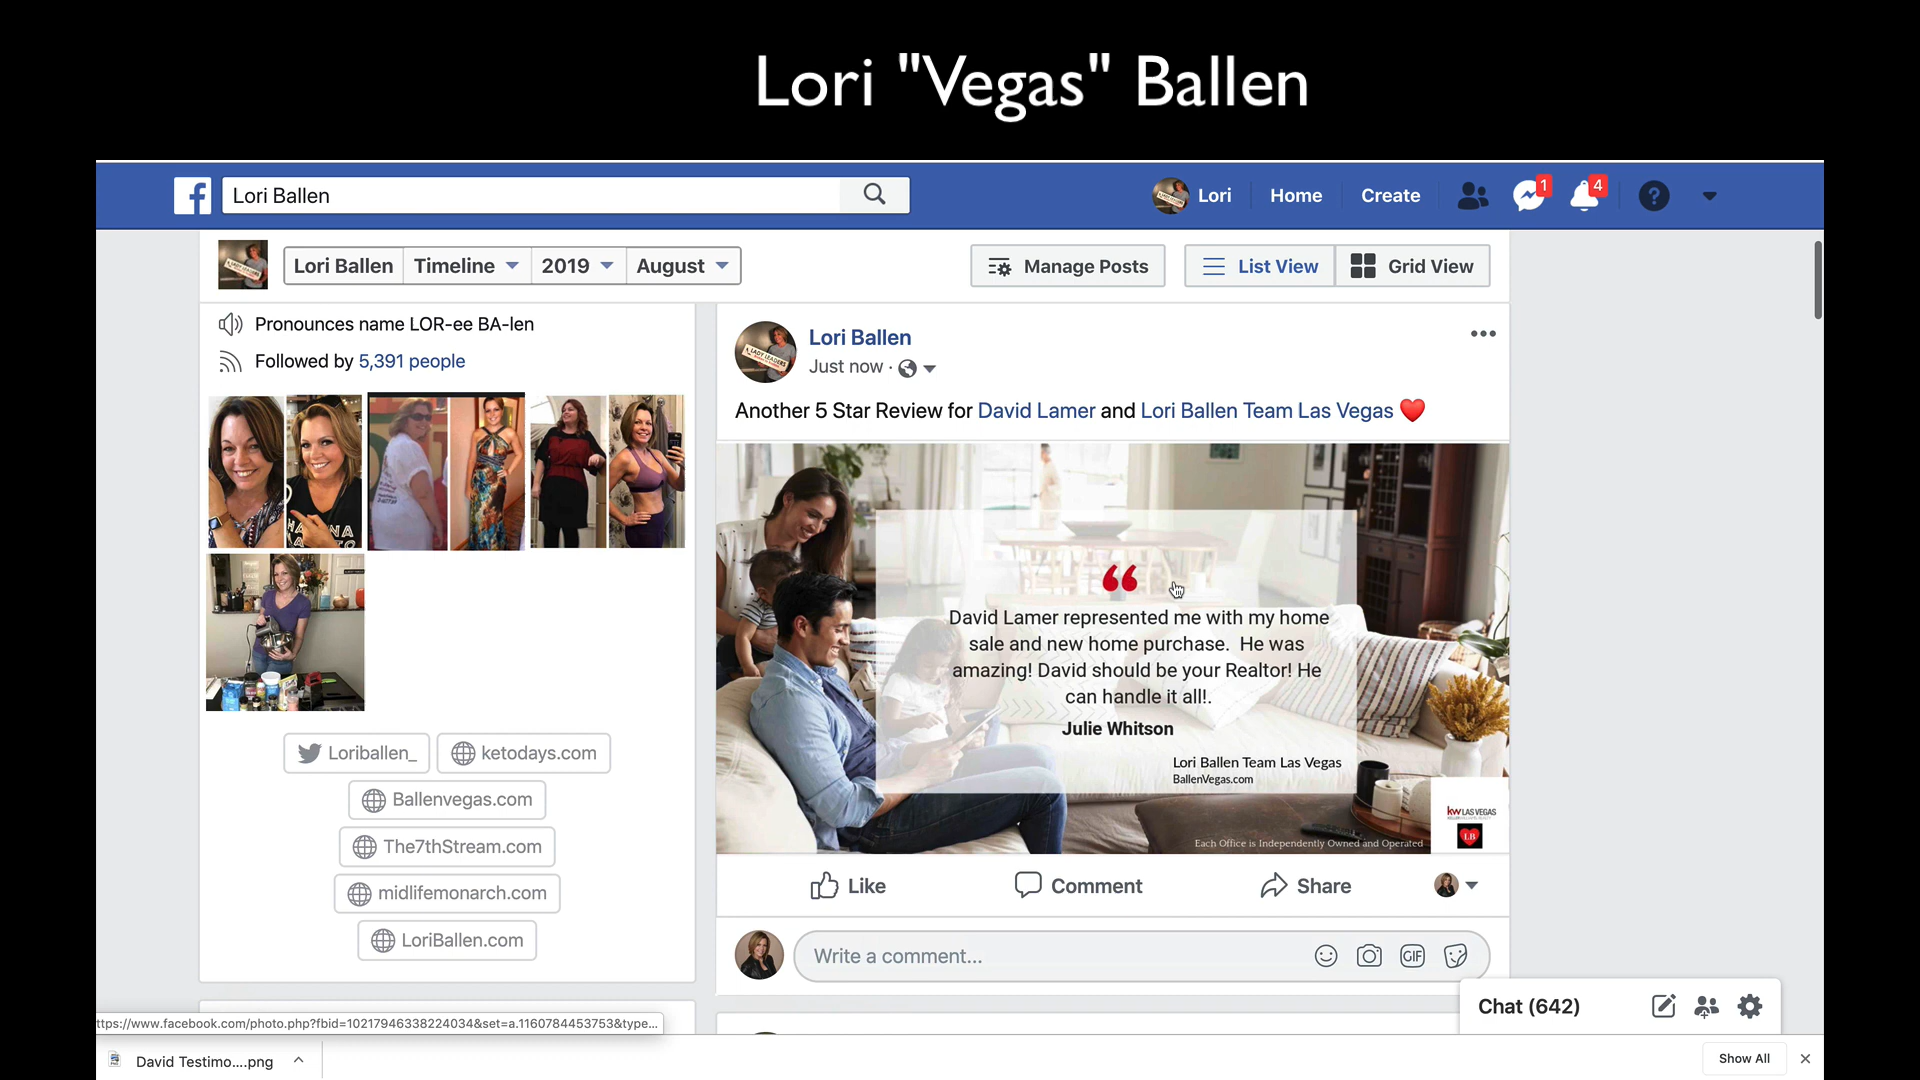 Lori "Vegas" Ballen
Lori Ballen
Lori
Home
Create
1
4
?
Lori Ballen
Timeline
2019
August
Manage Posts
List View
Grid View
Pronounces name LOR-ee BA-len
Followed by 5,391 people
Loriballen_
ketodays.com
Ballenvegas.com
The7thStream.com
midlifemonarch.com
LoriBallen.com
Lori Ballen
Just now ·
Another 5 Star Review for David Lamer and Lori Ballen Team Las Vegas ❤️
“
David Lamer represented me with my home
sale and new home purchase.  He was
amazing! David should be your Realtor! He
can handle it all!.
Julie Whitson
Lori Ballen Team Las Vegas
BallenVegas.com
kw LAS VEGAS
LB
Each Office is Independently Owned and Operated
Like
Comment
Share
Write a comment...
GIF
Chat (642)
ttps://www.facebook.com/photo.php?fbid=10217946338224034&set=a.1160784453753&type...
David Testimo....png
Show All